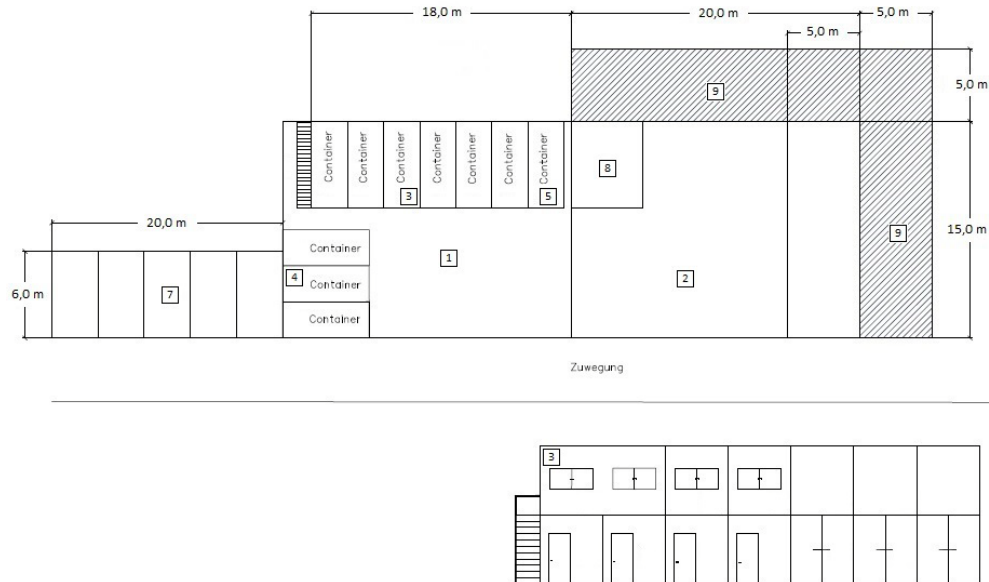 18,0 m
20,0 m
5,0 m
5,0 m
5,0 m
9
Container
Container
Container
Container
Container
Container
Container
3
5
8
20,0 m
9
15,0 m
Container
1
4
Container
2
6,0 m
7
Container
Zuwegung
3